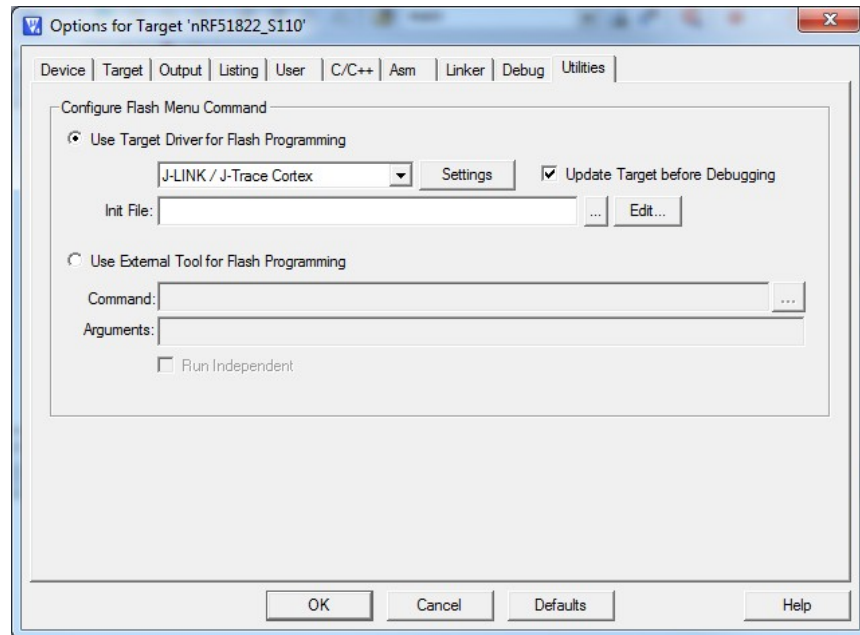 Options for Target 'nRF51822_S110'
Device Target Output Listing User C/C++ Asm Linker Debug Utilities
Configure Flash Menu Command
Use Target Driver for Flash Programming
J-LINK / J-Trace Cortex Settings Update Target before Debugging
Init File: ... Edit...
Use External Tool for Flash Programming
Command: ...
Arguments:
Run Independent
OK Cancel Defaults Help